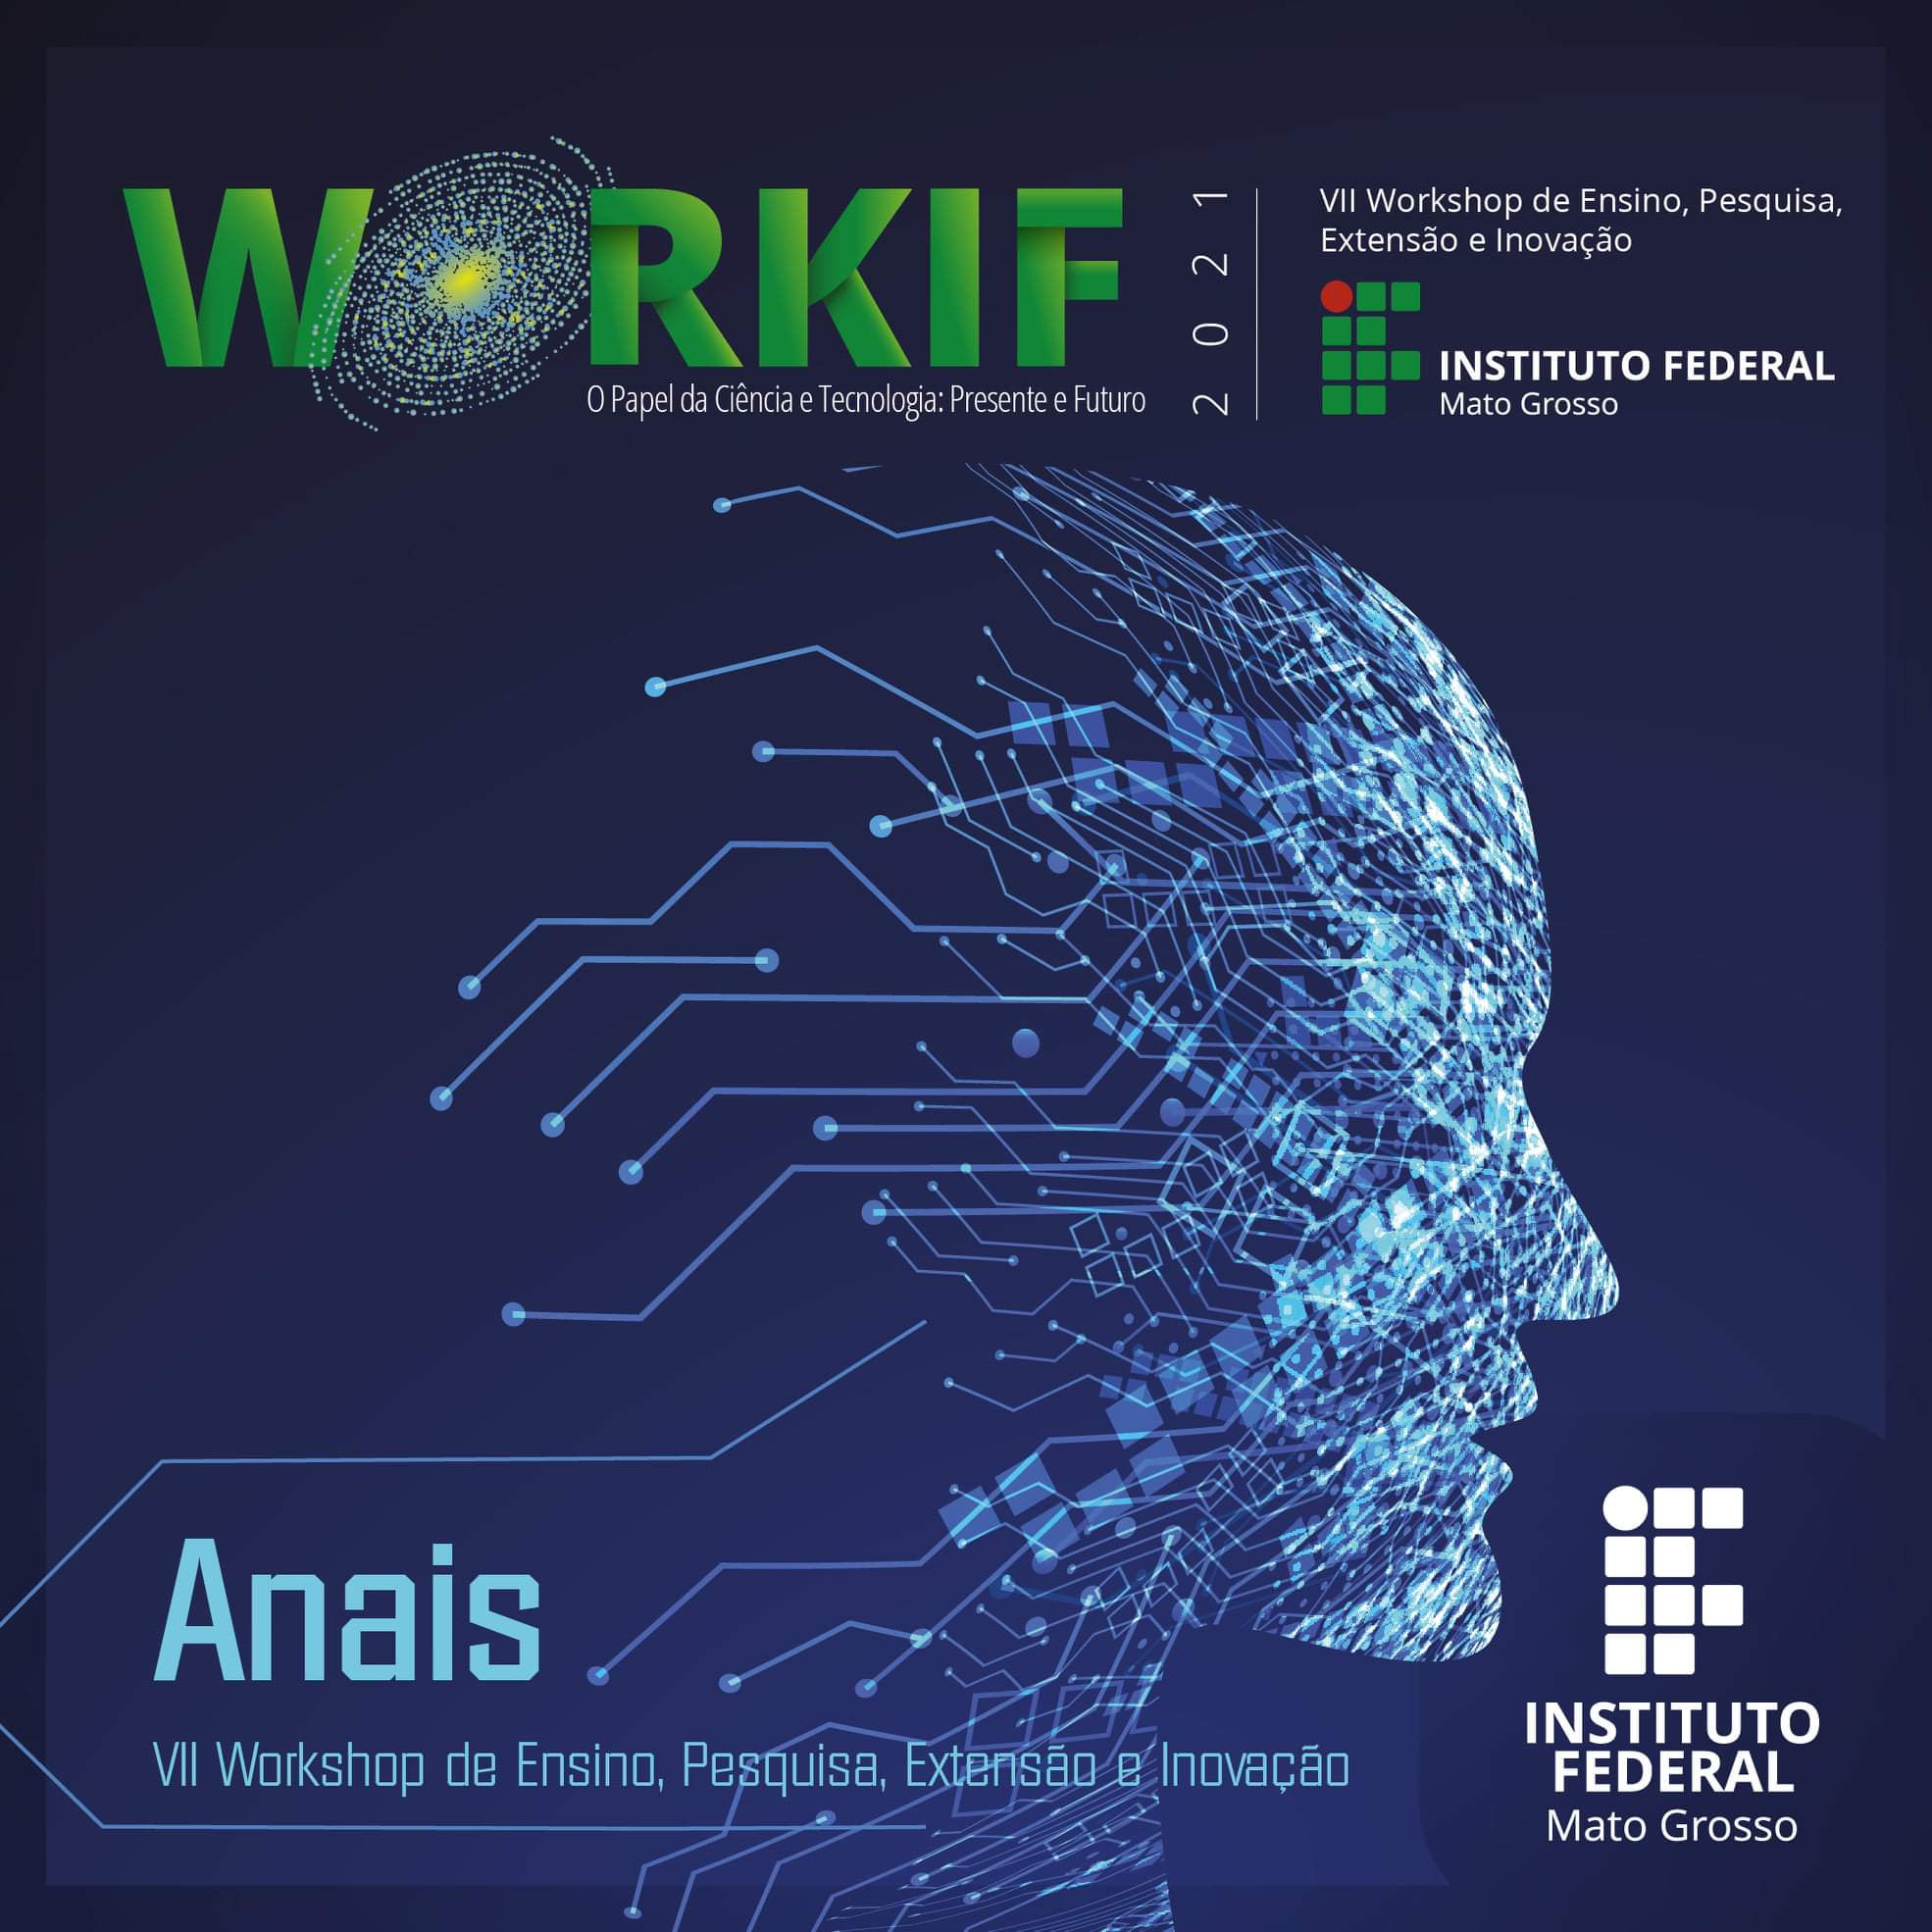 WORKIF
O Papel da Ciência e Tecnologia: Presente e Futuro
2021
VII Workshop de Ensino, Pesquisa,
Extensão e Inovação
INSTITUTO FEDERAL
Mato Grosso
Anais
VII Workshop de Ensino, Pesquisa, Extensão e Inovação
INSTITUTO
FEDERAL
Mato Grosso